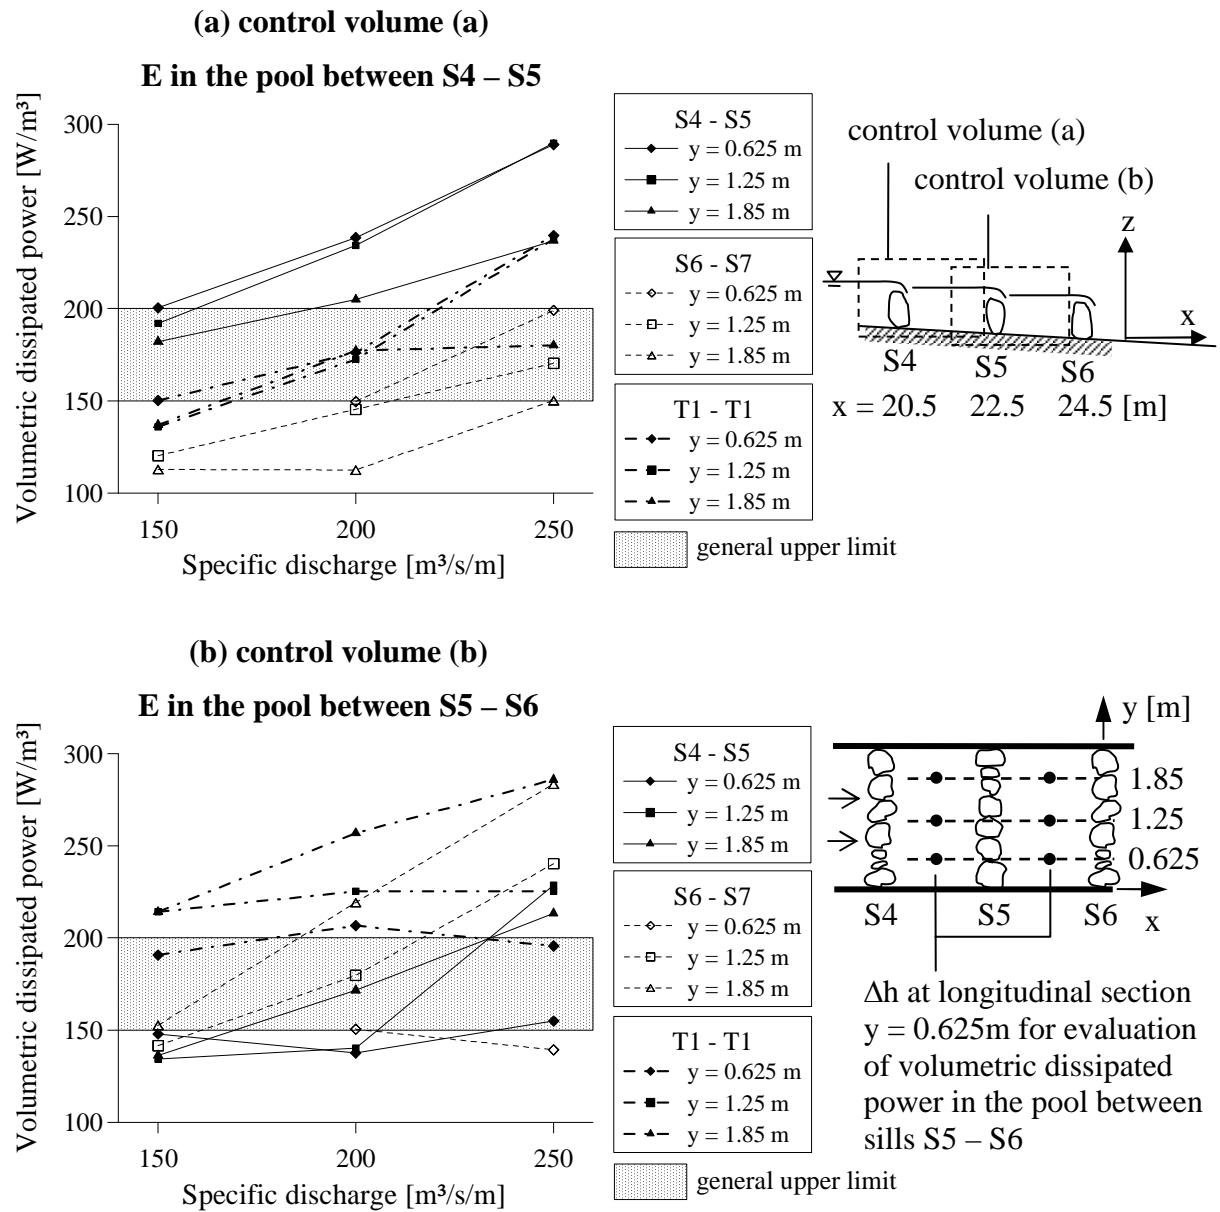 (a) control volume (a)
E in the pool between S4 – S5
Volumetric dissipated power [W/m³]
300
250
200
150
100
150
200
250
Specific discharge [m³/s/m]
S4 - S5
y = 0.625 m
y = 1.25 m
y = 1.85 m
S6 - S7
y = 0.625 m
y = 1.25 m
y = 1.85 m
T1 - T1
y = 0.625 m
y = 1.25 m
y = 1.85 m
general upper limit
control volume (a)
control volume (b)
z
x
S4
S5
S6
x = 20.5 22.5 24.5 [m]
(b) control volume (b)
E in the pool between S5 – S6
Volumetric dissipated power [W/m³]
300
250
200
150
100
150
200
250
Specific discharge [m³/s/m]
S4 - S5
y = 0.625 m
y = 1.25 m
y = 1.85 m
S6 - S7
y = 0.625 m
y = 1.25 m
y = 1.85 m
T1 - T1
y = 0.625 m
y = 1.25 m
y = 1.85 m
general upper limit
y [m]
1.85
1.25
0.625
S4
S5
S6
x
Δh at longitudinal section
y = 0.625m for evaluation
of volumetric dissipated
power in the pool between
sills S5 – S6